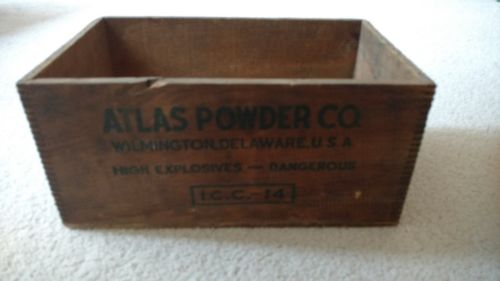 ATLAS POWDER CO.
WILMINGTON, DELAWARE, U.S.A.
HIGH EXPLOSIVES — DANGEROUS
I.C.C.-14